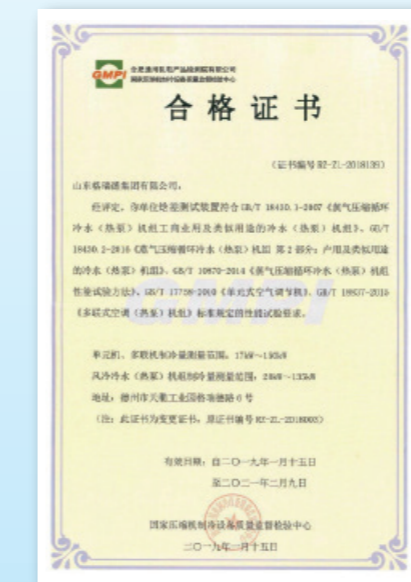 GMPI
合肥通用机电产品检测院有限公司
国家压缩机制冷设备质量监督检验中心
合格证书
(证书编号 RZ-ZL-2018139)
山东格瑞德集团有限公司:
经评定,你单位焓差测试装置符合GB/T 18430.1-2007《蒸气压缩循环
冷水(热泵)机组工商业用及类似用途的冷水(热泵)机组》、GB/T
18430.2-2016《蒸气压缩循环冷水(热泵)机组 第2部分:户用及类似用途
的冷水(热泵)机组》、GB/T 10870-2014《蒸气压缩循环冷水(热泵)机组
性能试验方法》、GB/T 17758-2010《单元式空气调节机》、GB/T 18837-2015
《多联式空调(热泵)机组》标准规定的性能试验要求。
GMPI
单元机、多联机制冷量测量范围:17kW~150kW
风冷冷水(热泵)机组制冷量测量范围:
地址:德州市天衢工业园格瑞德路6号
(注:此证书为变更证书,原证书编号RZ-ZL-2018003)
有效日期:自二〇一九年一月十五日
至二〇二一年二月九日
国家压缩机制冷设备质量监督检验中心
二〇一九年一月十五日